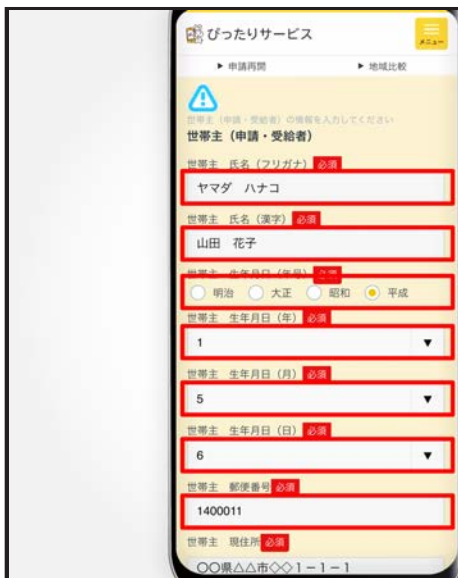 ぴったりサービス
メニュー
▶ 申請再開 ▶ 地域比較
世帯主(申請・受給者)の情報を入力してください
世帯主(申請・受給者)
世帯主 氏名(フリガナ) 必須
ヤマダ ハナコ
世帯主 氏名(漢字) 必須
山田 花子
世帯主 生年月日(年号) 必須
明治 大正 昭和 平成
世帯主 生年月日(年) 必須
1 ▼
世帯主 生年月日(月) 必須
5 ▼
世帯主 生年月日(日) 必須
6 ▼
世帯主 郵便番号 必須
1400011
世帯主 現住所 必須
〇〇県△△市◇◇1-1-1